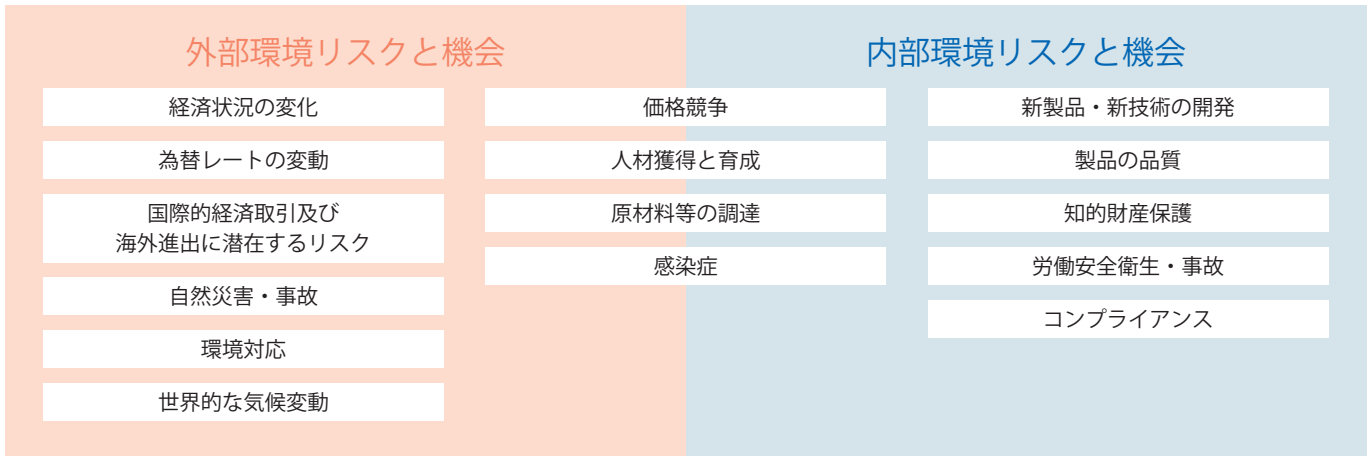 外部環境リスクと機会
内部環境リスクと機会
経済状況の変化
為替レートの変動
国際的経済取引及び
海外進出に潜在するリスク
自然災害・事故
環境対応
世界的な気候変動
価格競争
人材獲得と育成
原材料等の調達
感染症
新製品・新技術の開発
製品の品質
知的財産保護
労働安全衛生・事故
コンプライアンス